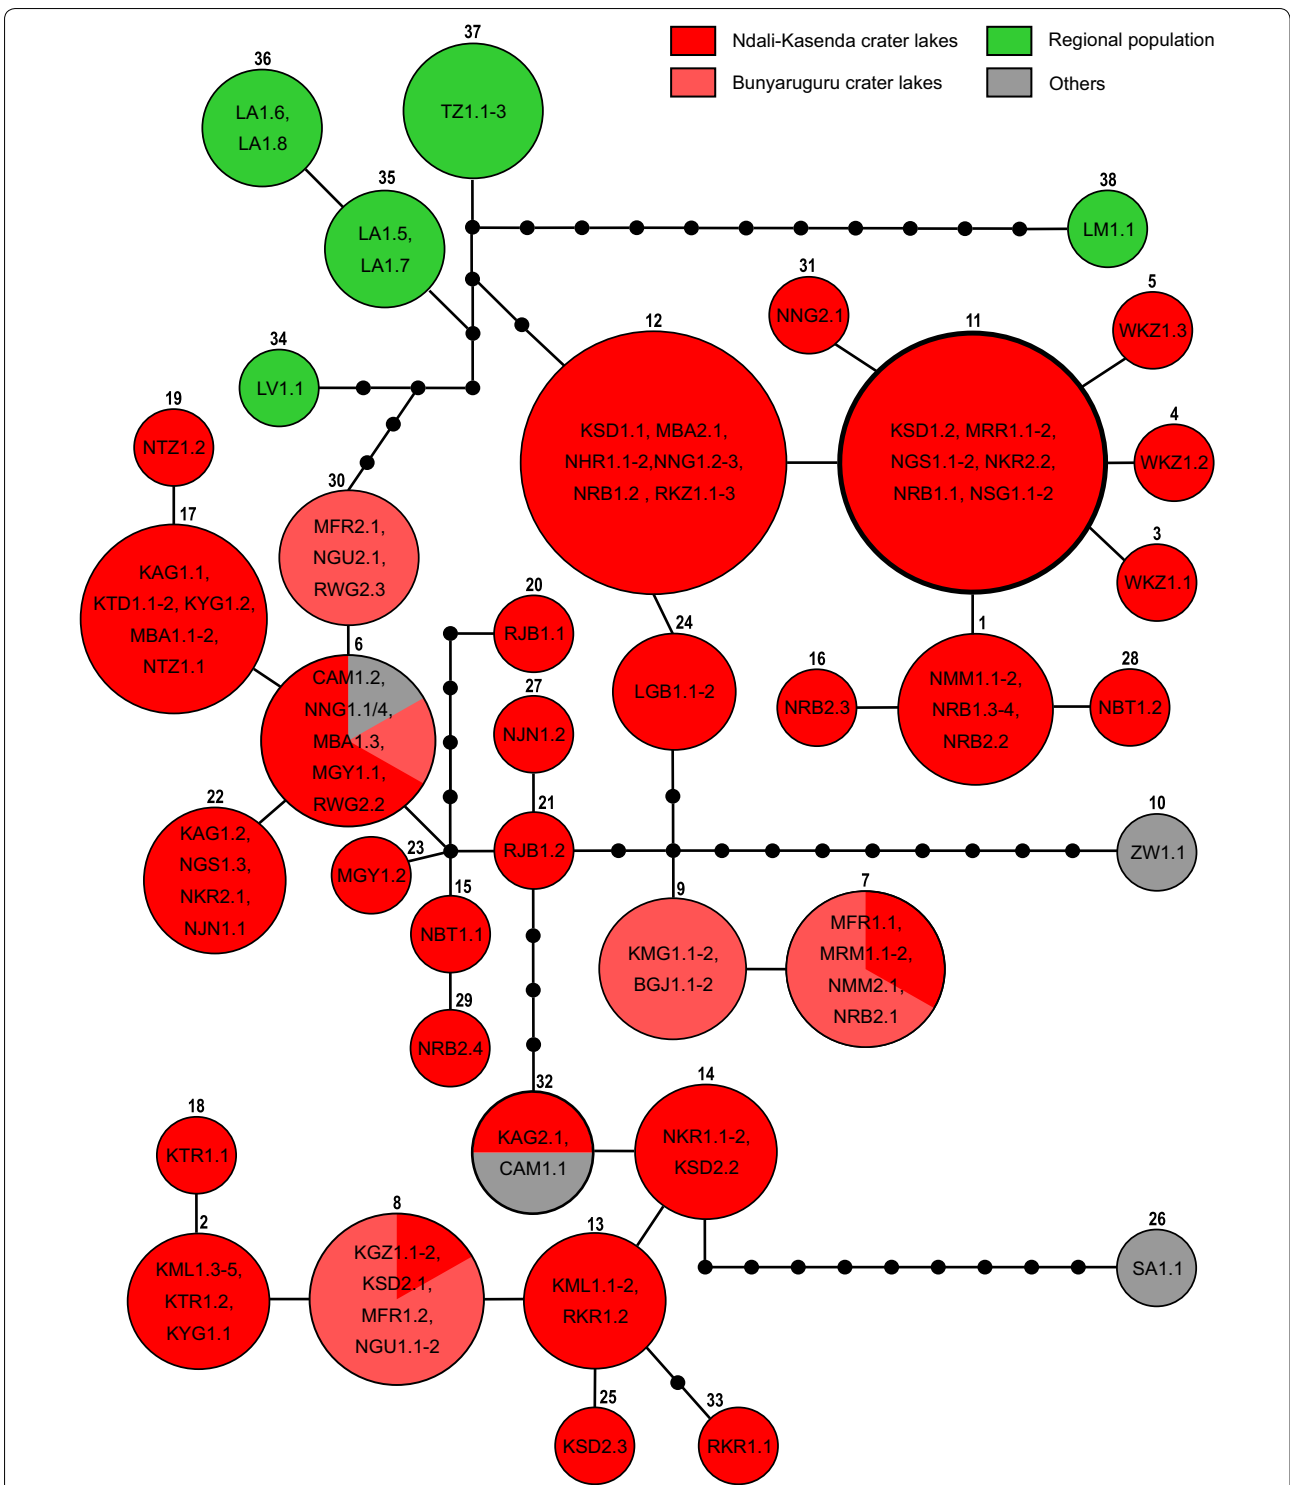 37
Ndali-Kasenda crater lakes
Regional population
Bunyaruguru crater lakes
Others
36
LA1.6,
LA1.8
TZ1.1-3
35
LA1.5,
LA1.7
38
LM1.1
31
NNG2.1
5
WKZ1.3
12
KSD1.1, MBA2.1,
NHR1.1-2,NNG1.2-3,
NRB1.2 , RKZ1.1-3
11
KSD1.2, MRR1.1-2,
NGS1.1-2, NKR2.2,
NRB1.1, NSG1.1-2
34
LV1.1
4
WKZ1.2
19
NTZ1.2
3
WKZ1.1
30
MFR2.1,
NGU2.1,
RWG2.3
17
KAG1.1,
KTD1.1-2, KYG1.2,
MBA1.1-2,
NTZ1.1
20
RJB1.1
24
LGB1.1-2
1
NMM1.1-2,
NRB1.3-4,
NRB2.2
16
NRB2.3
28
NBT1.2
6
CAM1.2,
NNG1.1/4,
MBA1.3,
MGY1.1,
RWG2.2
27
NJN1.2
22
KAG1.2,
NGS1.3,
NKR2.1,
NJN1.1
23
MGY1.2
21
RJB1.2
10
ZW1.1
15
NBT1.1
9
KMG1.1-2,
BGJ1.1-2
7
MFR1.1,
MRM1.1-2,
NMM2.1,
NRB2.1
29
NRB2.4
32
KAG2.1,
CAM1.1
14
NKR1.1-2,
KSD2.2
18
KTR1.1
2
KML1.3-5,
KTR1.2,
KYG1.1
8
KGZ1.1-2,
KSD2.1,
MFR1.2,
NGU1.1-2
13
KML1.1-2,
RKR1.2
26
SA1.1
25
KSD2.3
33
RKR1.1